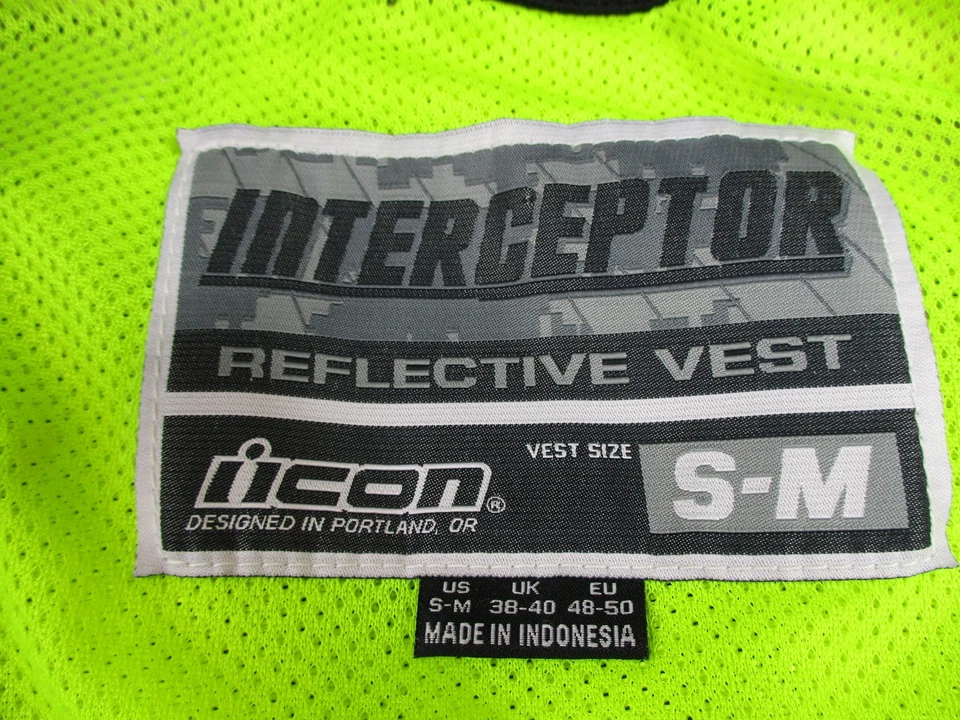 INTERCEPTOR
REFLECTIVE VEST
icon®
DESIGNED IN PORTLAND, OR
VEST SIZE
S-M
US UK EU
S-M 38-40 48-50
MADE IN INDONESIA